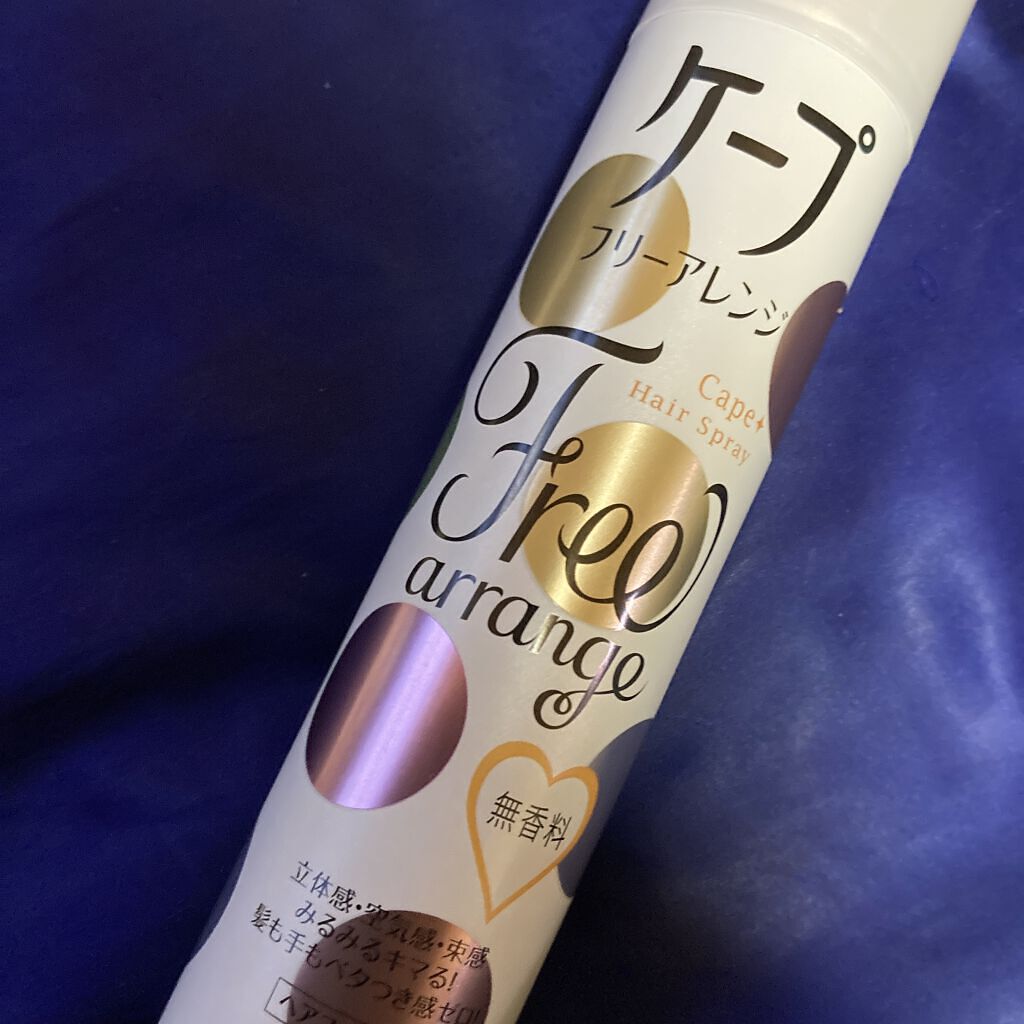 ケープ
フリーアレンジ
Cape
Hair Spray
Free
arrange
無香料
立体感・空気感・束感
みるみるキマる!
髪も手もベタつき感ゼロ!